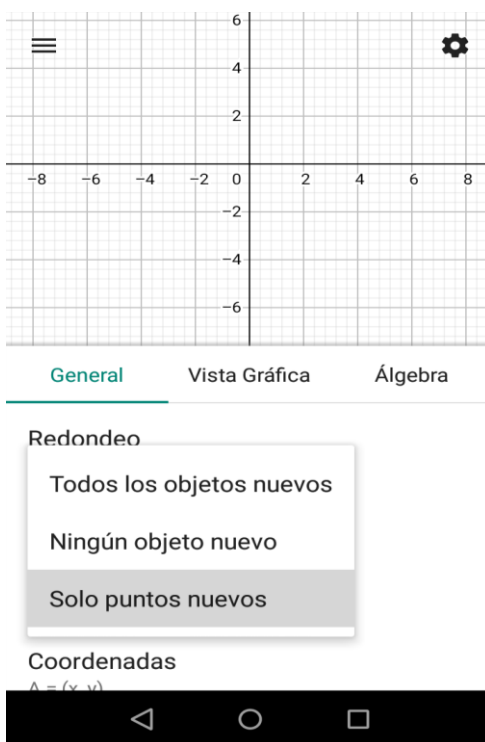 6
4
2
−8 −6 −4 −2 0 2 4 6 8
−2
−4
−6
General Vista Gráfica Álgebra
Redondeo
Todos los objetos nuevos
Ningún objeto nuevo
Solo puntos nuevos
Coordenadas
A = (x, y)